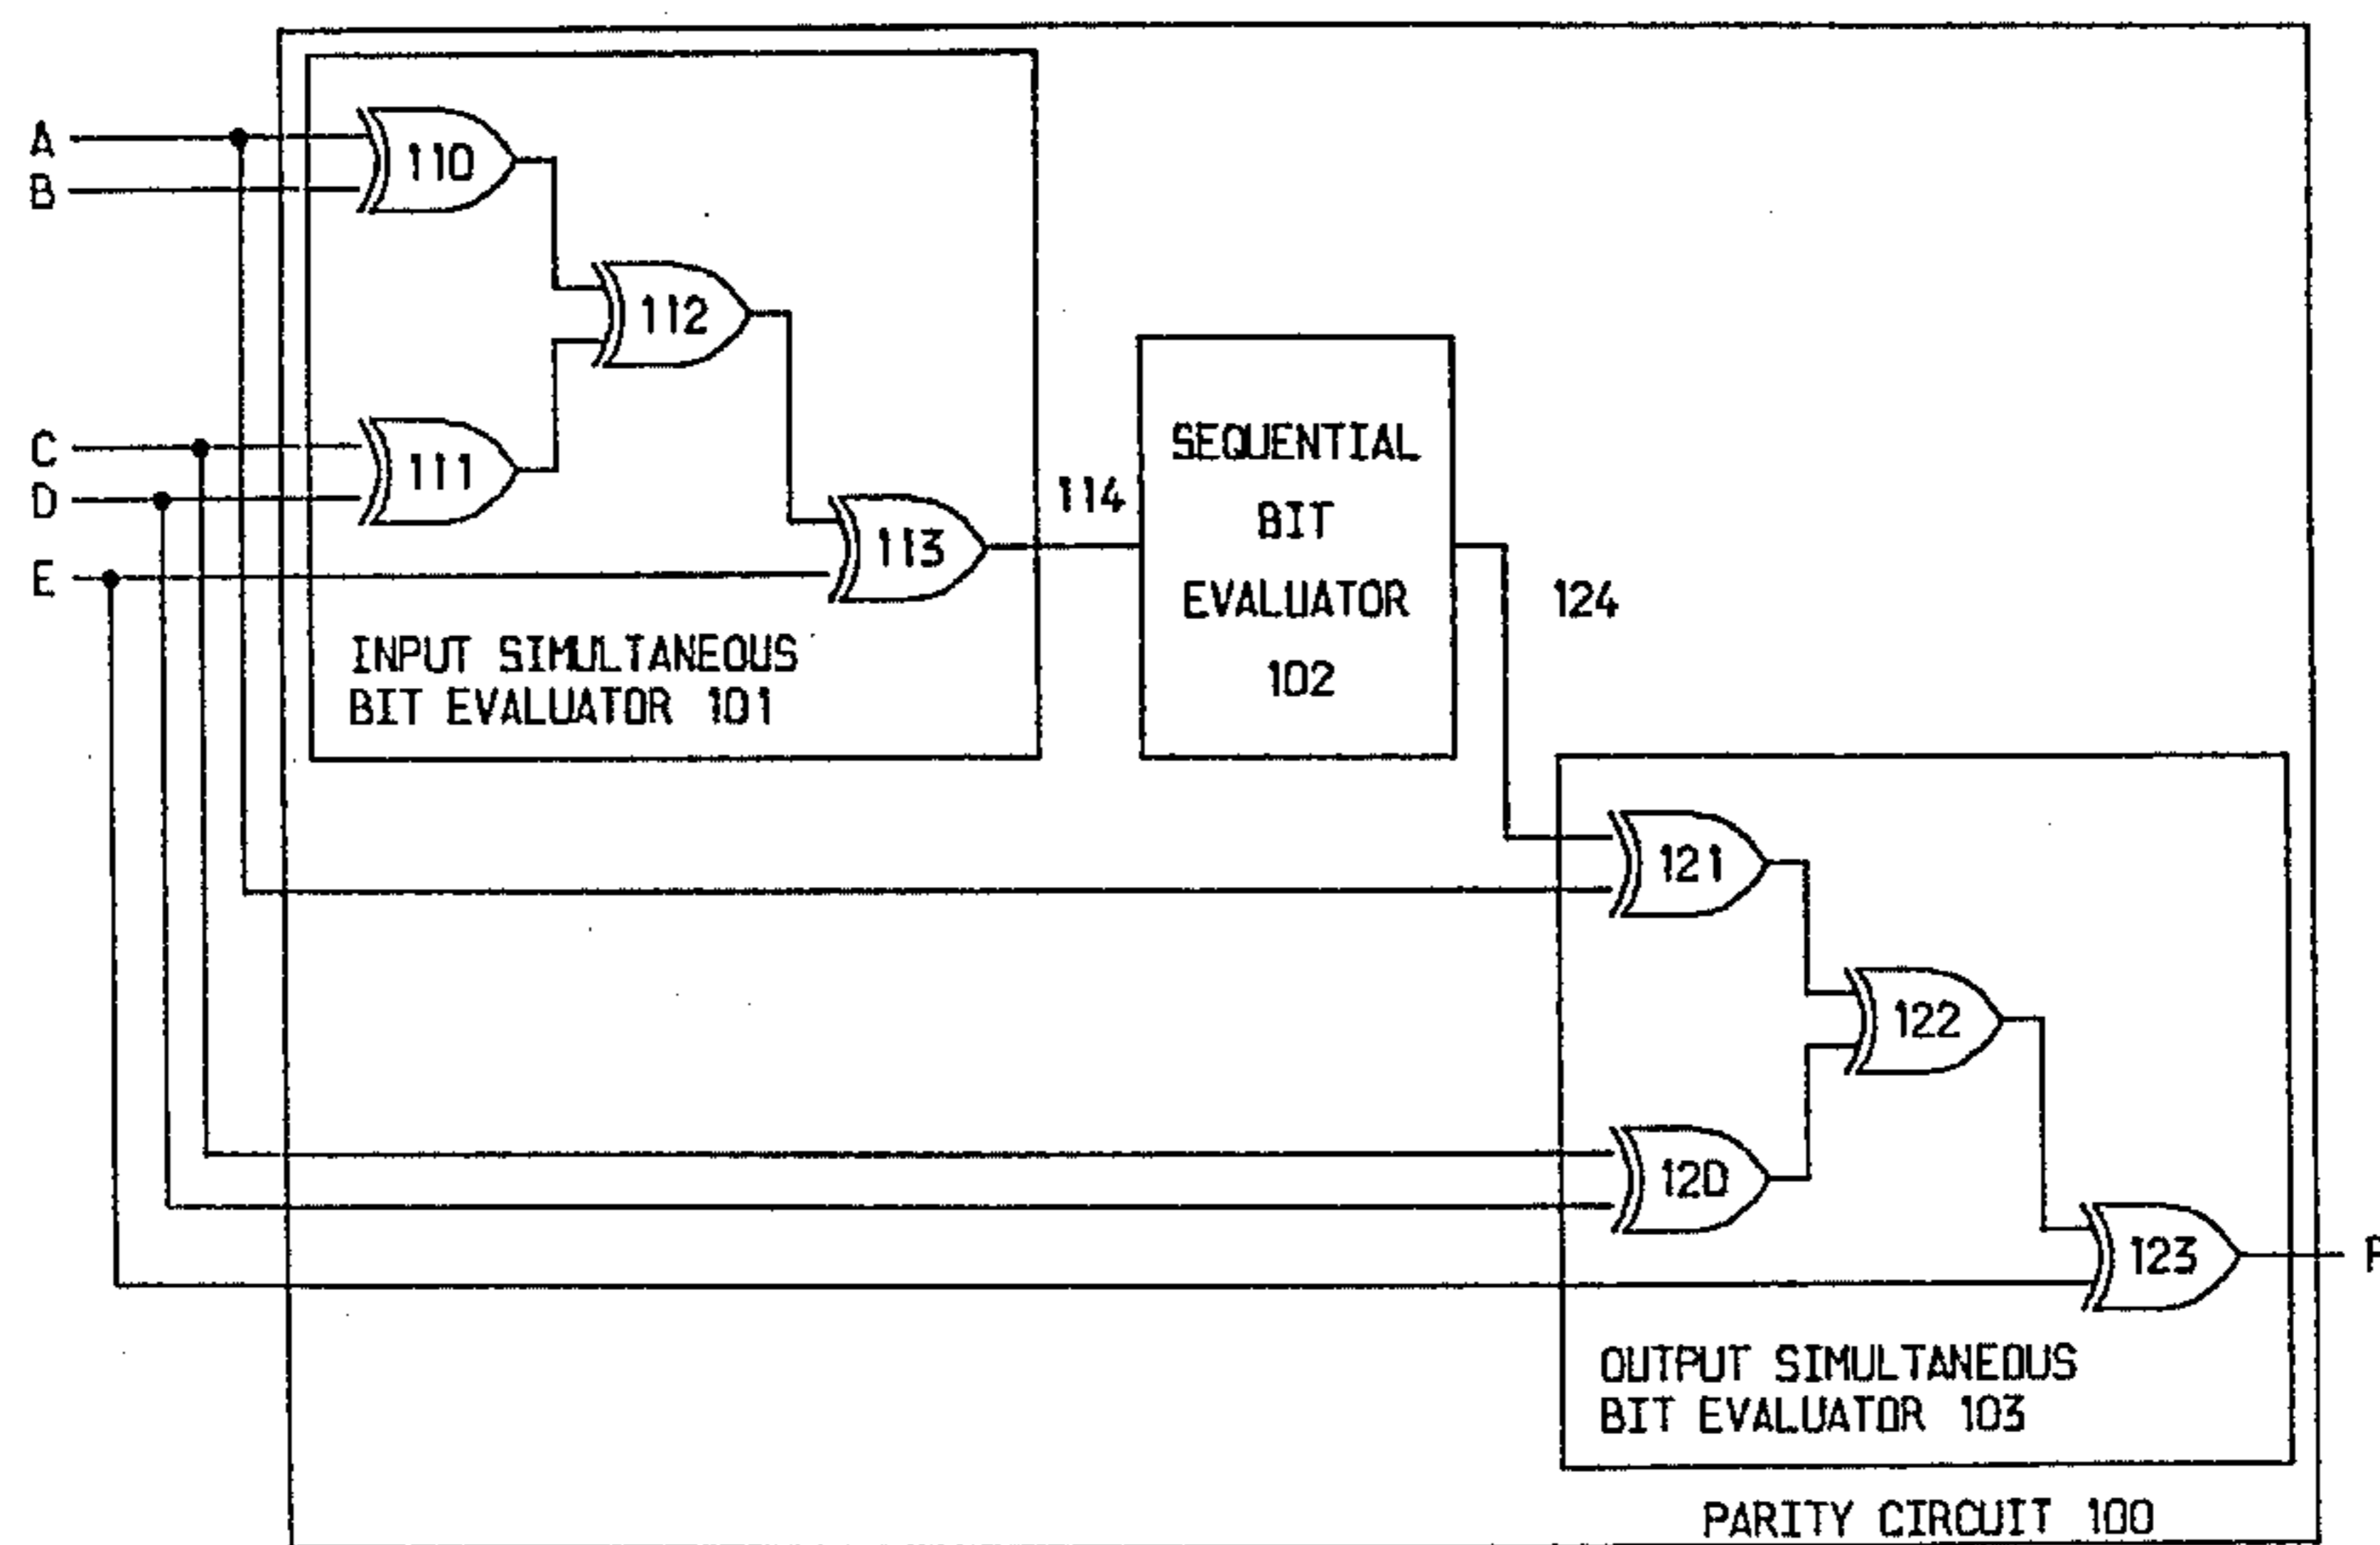 A
B
C
D
E
110
111
112
113
INPUT SIMULTANEOUS
BIT EVALUATOR 101
114
SEQUENTIAL
BIT
EVALUATOR
102
124
121
122
120
123
OUTPUT SIMULTANEOUS
BIT EVALUATOR 103
PARITY CIRCUIT 100